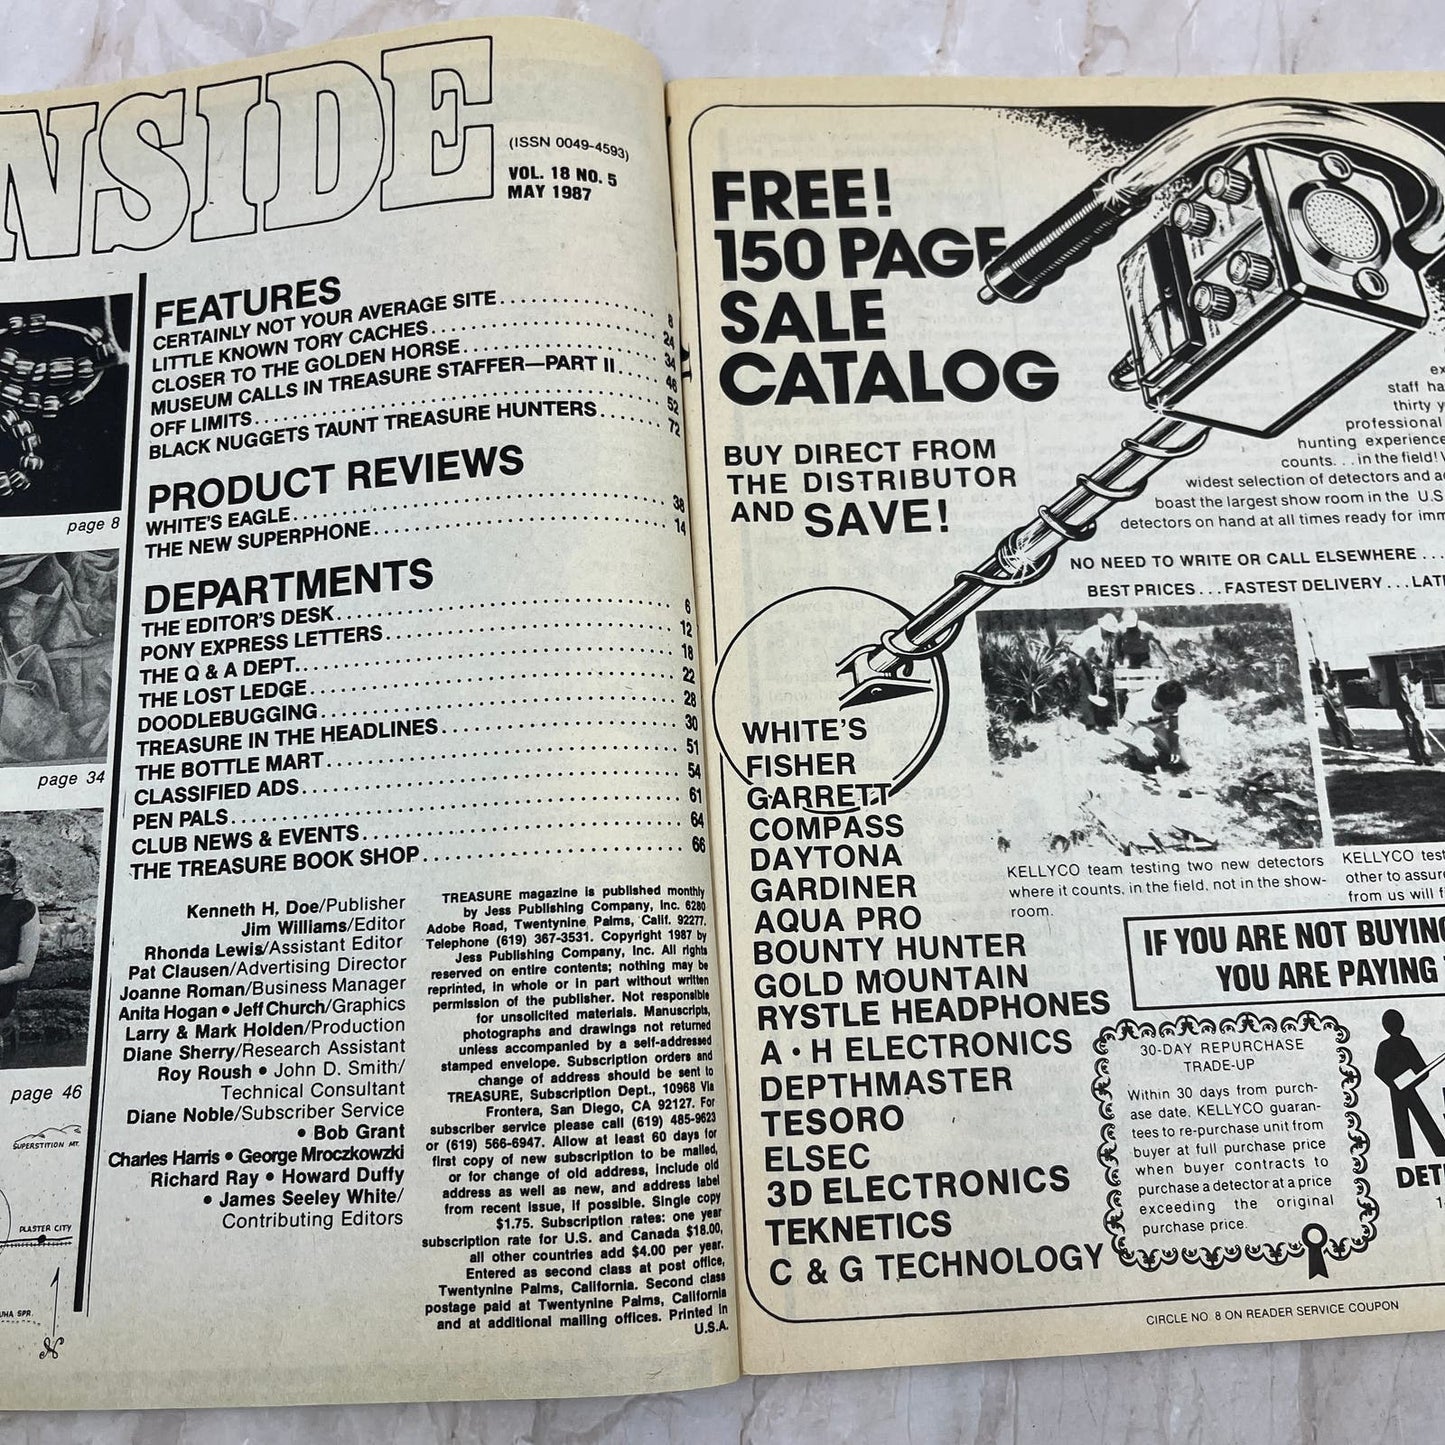 INSIDE
(ISSN 0049-4593)
VOL. 18 NO. 5
MAY 1987
page 8
page 34
page 46
SUPERSTITION MT.
PLASTER CITY
SPR.
N
FEATURES
CERTAINLY NOT YOUR AVERAGE SITE 8
LITTLE KNOWN TORY CACHES 24
CLOSER TO THE GOLDEN HORSE 34
MUSEUM CALLS IN TREASURE STAFFER—PART II 46
OFF LIMITS 52
BLACK NUGGETS TAUNT TREASURE HUNTERS 72
PRODUCT REVIEWS
WHITE'S EAGLE 38
THE NEW SUPERPHONE 14
DEPARTMENTS
THE EDITOR'S DESK 6
PONY EXPRESS LETTERS 12
THE Q & A DEPT. 18
THE LOST LEDGE 22
DOODLEBUGGING 28
TREASURE IN THE HEADLINES 30
THE BOTTLE MART 51
CLASSIFIED ADS 54
PEN PALS 61
CLUB NEWS & EVENTS 64
THE TREASURE BOOK SHOP 66
Kenneth H. Doe/Publisher
Jim Williams/Editor
Rhonda Lewis/Assistant Editor
Pat Clausen/Advertising Director
Joanne Roman/Business Manager
Anita Hogan • Jeff Church/Graphics
Larry & Mark Holden/Production
Diane Sherry/Research Assistant
Roy Roush • John D. Smith/
Technical Consultant
Diane Noble/Subscriber Service
• Bob Grant
Charles Harris • George Mroczkowzki
Richard Ray • Howard Duffy
• James Seeley White/
Contributing Editors
TREASURE magazine is published monthly
by Jess Publishing Company, Inc. 6280
Adobe Road, Twentynine Palms, Calif. 92277.
Telephone (619) 367-3531. Copyright 1987 by
Jess Publishing Company, Inc. All rights
reserved on entire contents; nothing may be
reprinted, in whole or in part without written
permission of the publisher. Not responsible
for unsolicited materials. Manuscripts,
photographs and drawings not returned
unless accompanied by a self-addressed
stamped envelope. Subscription orders and
change of address should be sent to
TREASURE, Subscription Dept., 10968 Via
Frontera, San Diego, CA 92127. For
subscriber service please call (619) 485-9623
or (619) 566-6947. Allow at least 60 days for
first copy of new subscription to be mailed,
or for change of old address, include old
address as well as new, and address label
from recent issue, if possible. Single copy
$1.75. Subscription rates: one year
subscription rate for U.S. and Canada $18.00,
all other countries add $4.00 per year.
Entered as second class at post office,
Twentynine Palms, California. Second class
postage paid at Twentynine Palms, California
and at additional mailing offices. Printed in
U.S.A.
FREE!
150 PAGE
SALE
CATALOG
BUY DIRECT FROM
THE DISTRIBUTOR
AND SAVE!
ex
staff ha
thirty y
professional
hunting experience
counts. . . in the field!
widest selection of detectors and
boast the largest show room in the U.S
detectors on hand at all times ready for imm
NO NEED TO WRITE OR CALL ELSEWHERE . . .
BEST PRICES . . . FASTEST DELIVERY . . . LAT
WHITE'S
FISHER
GARRETT
COMPASS
DAYTONA
GARDINER
AQUA PRO
BOUNTY HUNTER
GOLD MOUNTAIN
RYSTLE HEADPHONES
A • H ELECTRONICS
DEPTHMASTER
TESORO
ELSEC
3D ELECTRONICS
TEKNETICS
C & G TECHNOLOGY
KELLYCO team testing two new detectors
where it counts, in the field, not in the show-
room.
KELLYCO test
other to assure
from us will f
IF YOU ARE NOT BUYING
YOU ARE PAYING
30-DAY REPURCHASE
TRADE-UP
Within 30 days from purch-
ase date, KELLYCO guaran-
tees to re-purchase unit from
buyer at full purchase price
when buyer contracts to
purchase a detector at a price
exceeding the original
purchase price.
DETE
1
CIRCLE NO. 8 ON READER SERVICE COUPON